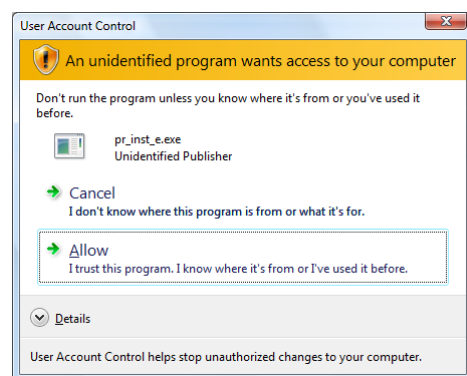 User Account Control
An unidentified program wants access to your computer
Don't run the program unless you know where it's from or you've used it
before.
pr_inst_e.exe
Unidentified Publisher
Cancel
I don't know where this program is from or what it's for.
Allow
I trust this program. I know where it's from or I've used it before.
Details
User Account Control helps stop unauthorized changes to your computer.